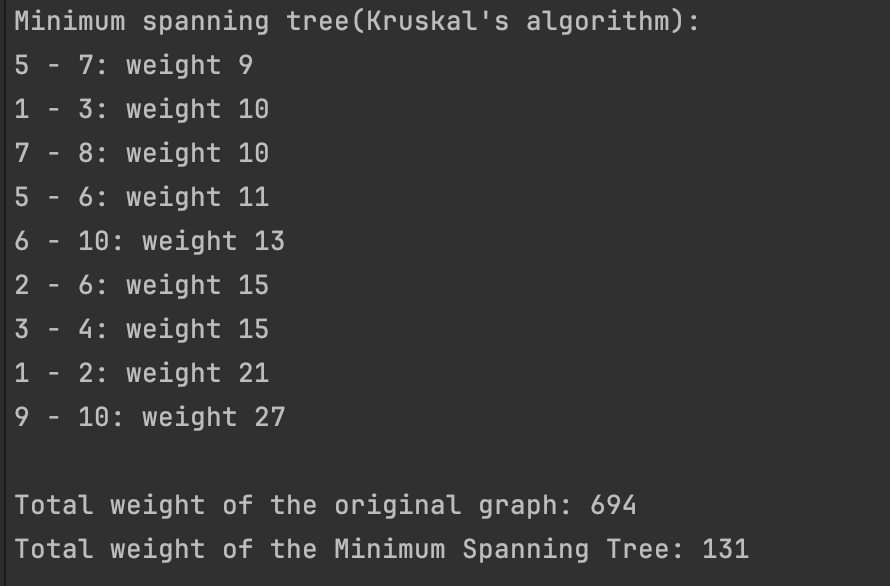 Minimum spanning tree(Kruskal's algorithm):
5 - 7: weight 9
1 - 3: weight 10
7 - 8: weight 10
5 - 6: weight 11
6 - 10: weight 13
2 - 6: weight 15
3 - 4: weight 15
1 - 2: weight 21
9 - 10: weight 27
Total weight of the original graph: 694
Total weight of the Minimum Spanning Tree: 131